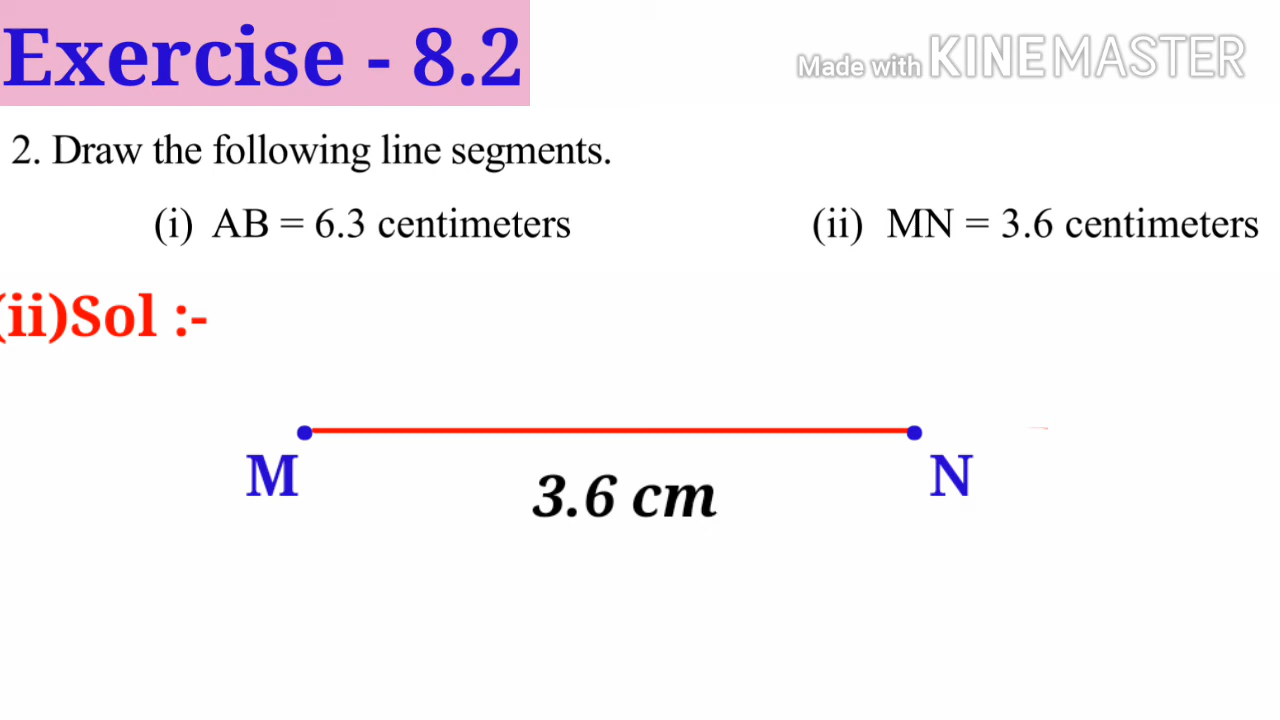 Exercise - 8.2
Made with KINEMASTER
2. Draw the following line segments.
(i) AB = 6.3 centimeters (ii) MN = 3.6 centimeters
(ii)Sol :-
M N
3.6 cm